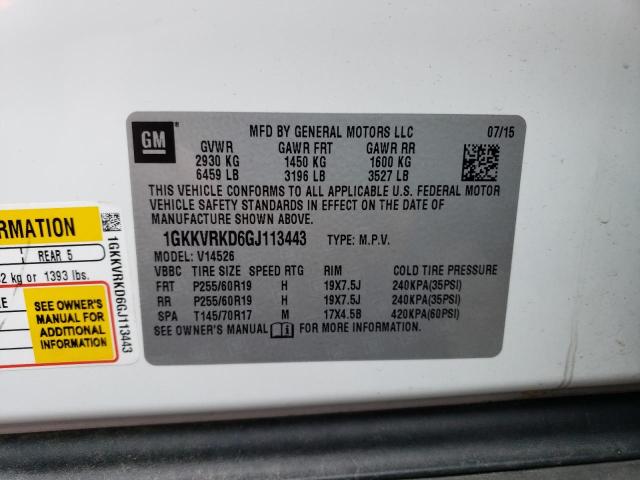 GM
MFD BY GENERAL MOTORS LLC 07/15
GVWR GAWR FRT GAWR RR
2930 KG 1450 KG 1600 KG
6459 LB 3196 LB 3527 LB
THIS VEHICLE CONFORMS TO ALL APPLICABLE U.S. FEDERAL MOTOR
VEHICLE SAFETY STANDARDS IN EFFECT ON THE DATE OF
MANUFACTURE SHOWN ABOVE.
1GKKVRKD6GJ113443 TYPE: M.P.V.
MODEL: V14526
VBBC TIRE SIZE SPEED RTG RIM COLD TIRE PRESSURE
FRT P255/60R19 H 19X7.5J 240KPA(35PSI)
RR P255/60R19 H 19X7.5J 240KPA(35PSI)
SPA T145/70R17 M 17X4.5B 420KPA(60PSI)
SEE OWNER'S MANUAL FOR MORE INFORMATION.
REAR 5
kg or 1393 lbs.
SEE OWNER'S
MANUAL FOR
ADDITIONAL
INFORMATION
1GKKVRKD6GJ113443